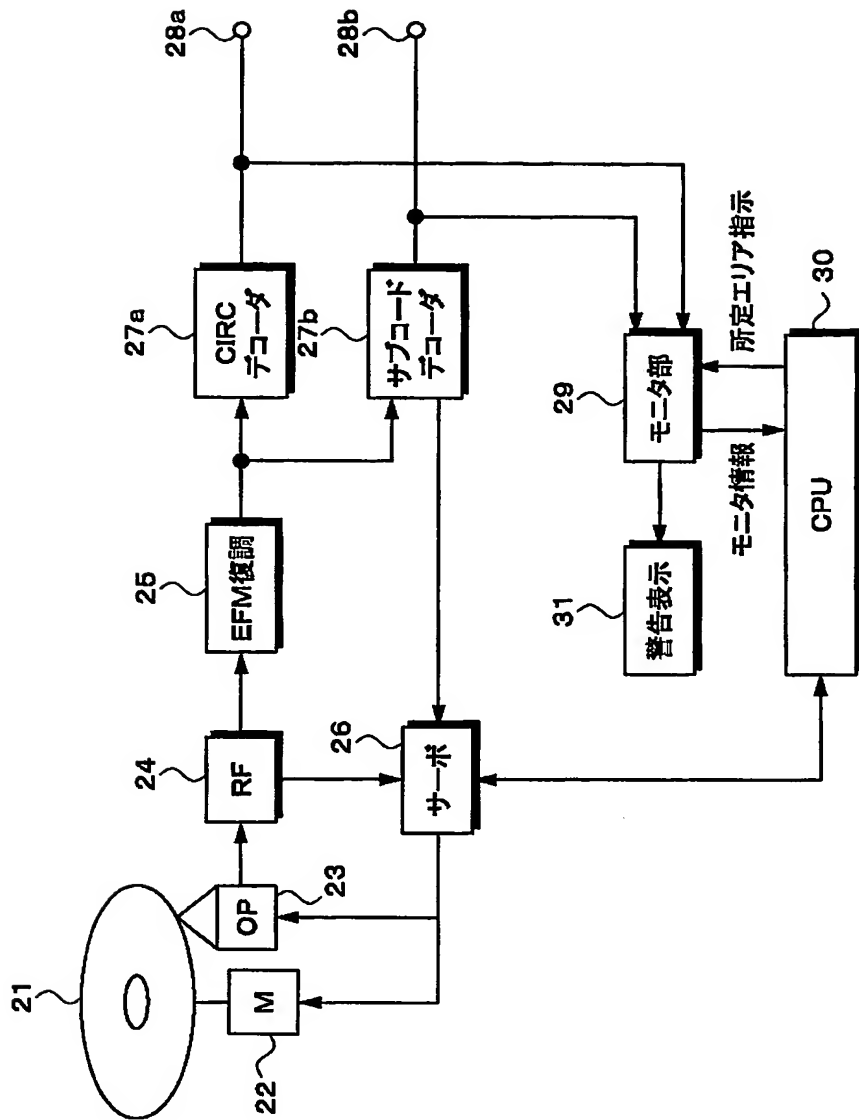 28a
28b
27a
CIRC
デコーダ
27b
サブコード
デコーダ
25
EFM復調
24
RF
23
OP
21
22
M
26
サーボ
29
モニタ部
所定エリア指示
モニタ情報
30
CPU
31
警告表示